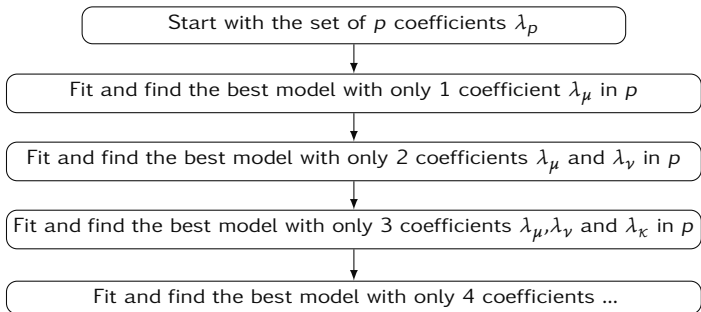 Start with the set of p coefficients λₚ
Fit and find the best model with only 1 coefficient λ_μ in p
Fit and find the best model with only 2 coefficients λ_μ and λ_ν in p
Fit and find the best model with only 3 coefficients λ_μ,λ_ν and λ_κ in p
Fit and find the best model with only 4 coefficients ...